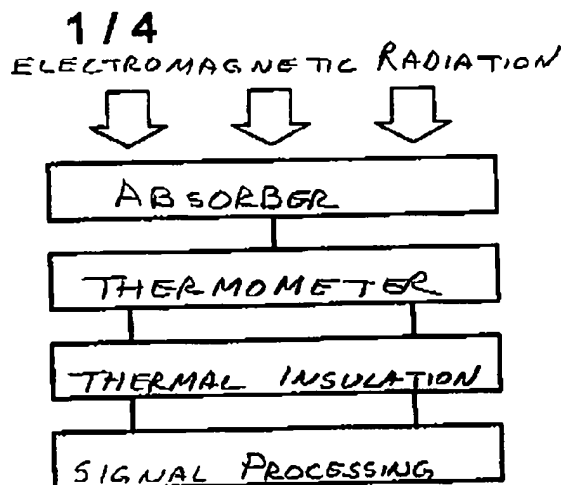 1 / 4
ELECTROMAGNETIC RADIATION
ABSORBER
THERMOMETER
THERMAL INSULATION
SIGNAL PROCESSING